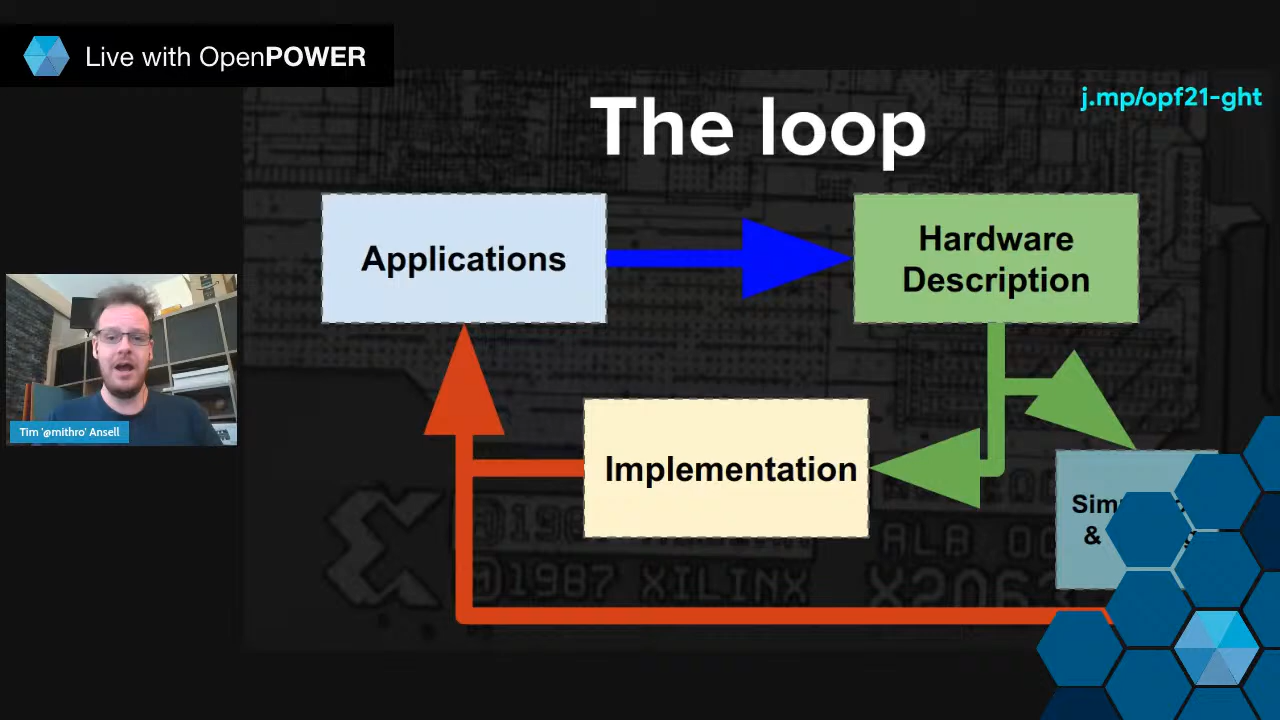 Live with OpenPOWER
j.mp/opf21-ght
The loop
Applications
Hardware
Description
Implementation
&
Tim '@mithro' Ansell
1987 XILINX